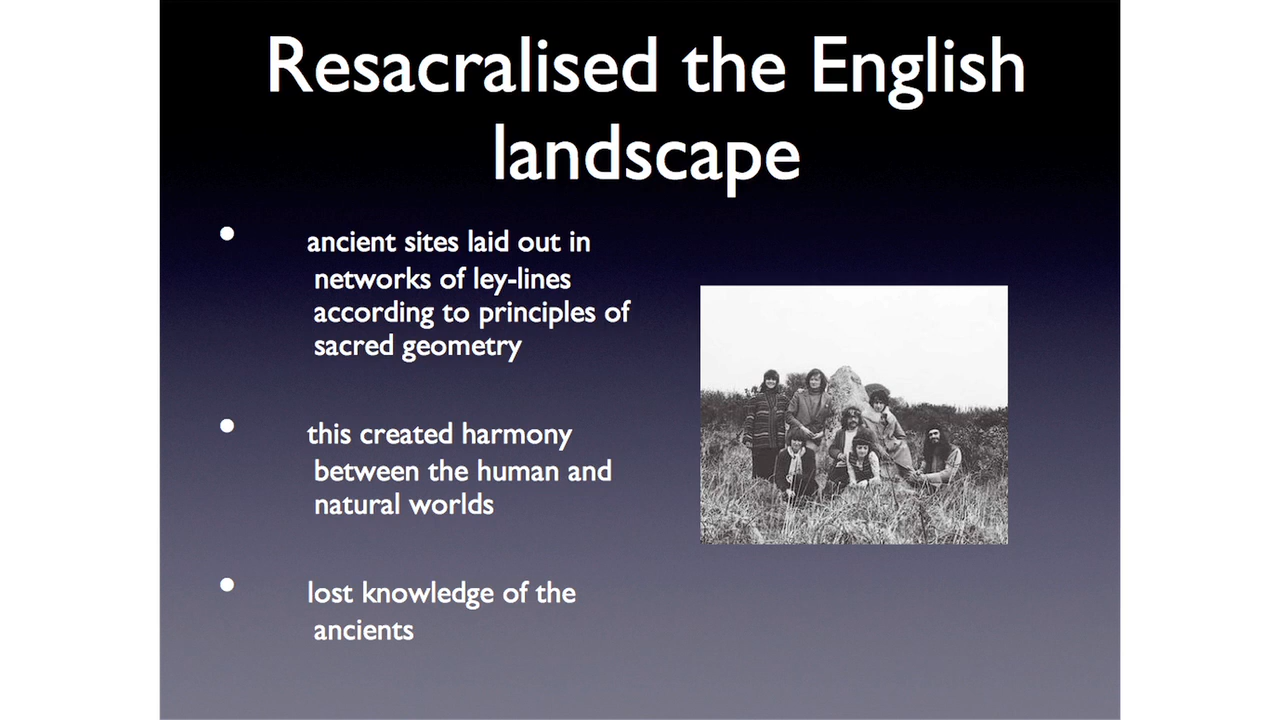 Resacralised the English
landscape
• ancient sites laid out in
networks of ley-lines
according to principles of
sacred geometry
• this created harmony
between the human and
natural worlds
• lost knowledge of the
ancients